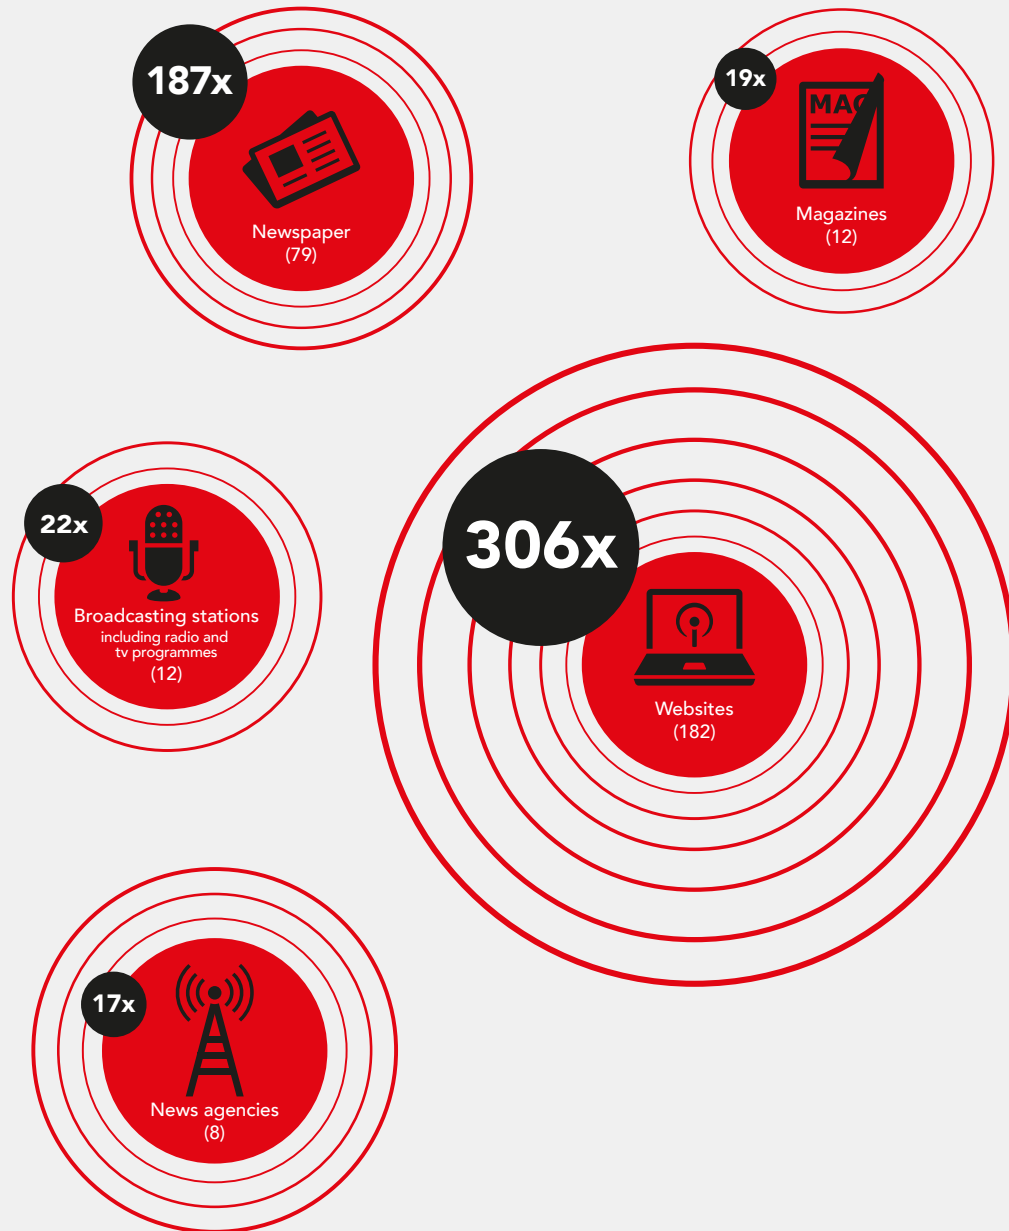 187x
Newspaper
(79)
19x
MAG
Magazines
(12)
22x
Broadcasting stations
including radio and
tv programmes
(12)
306x
Websites
(182)
17x
News agencies
(8)